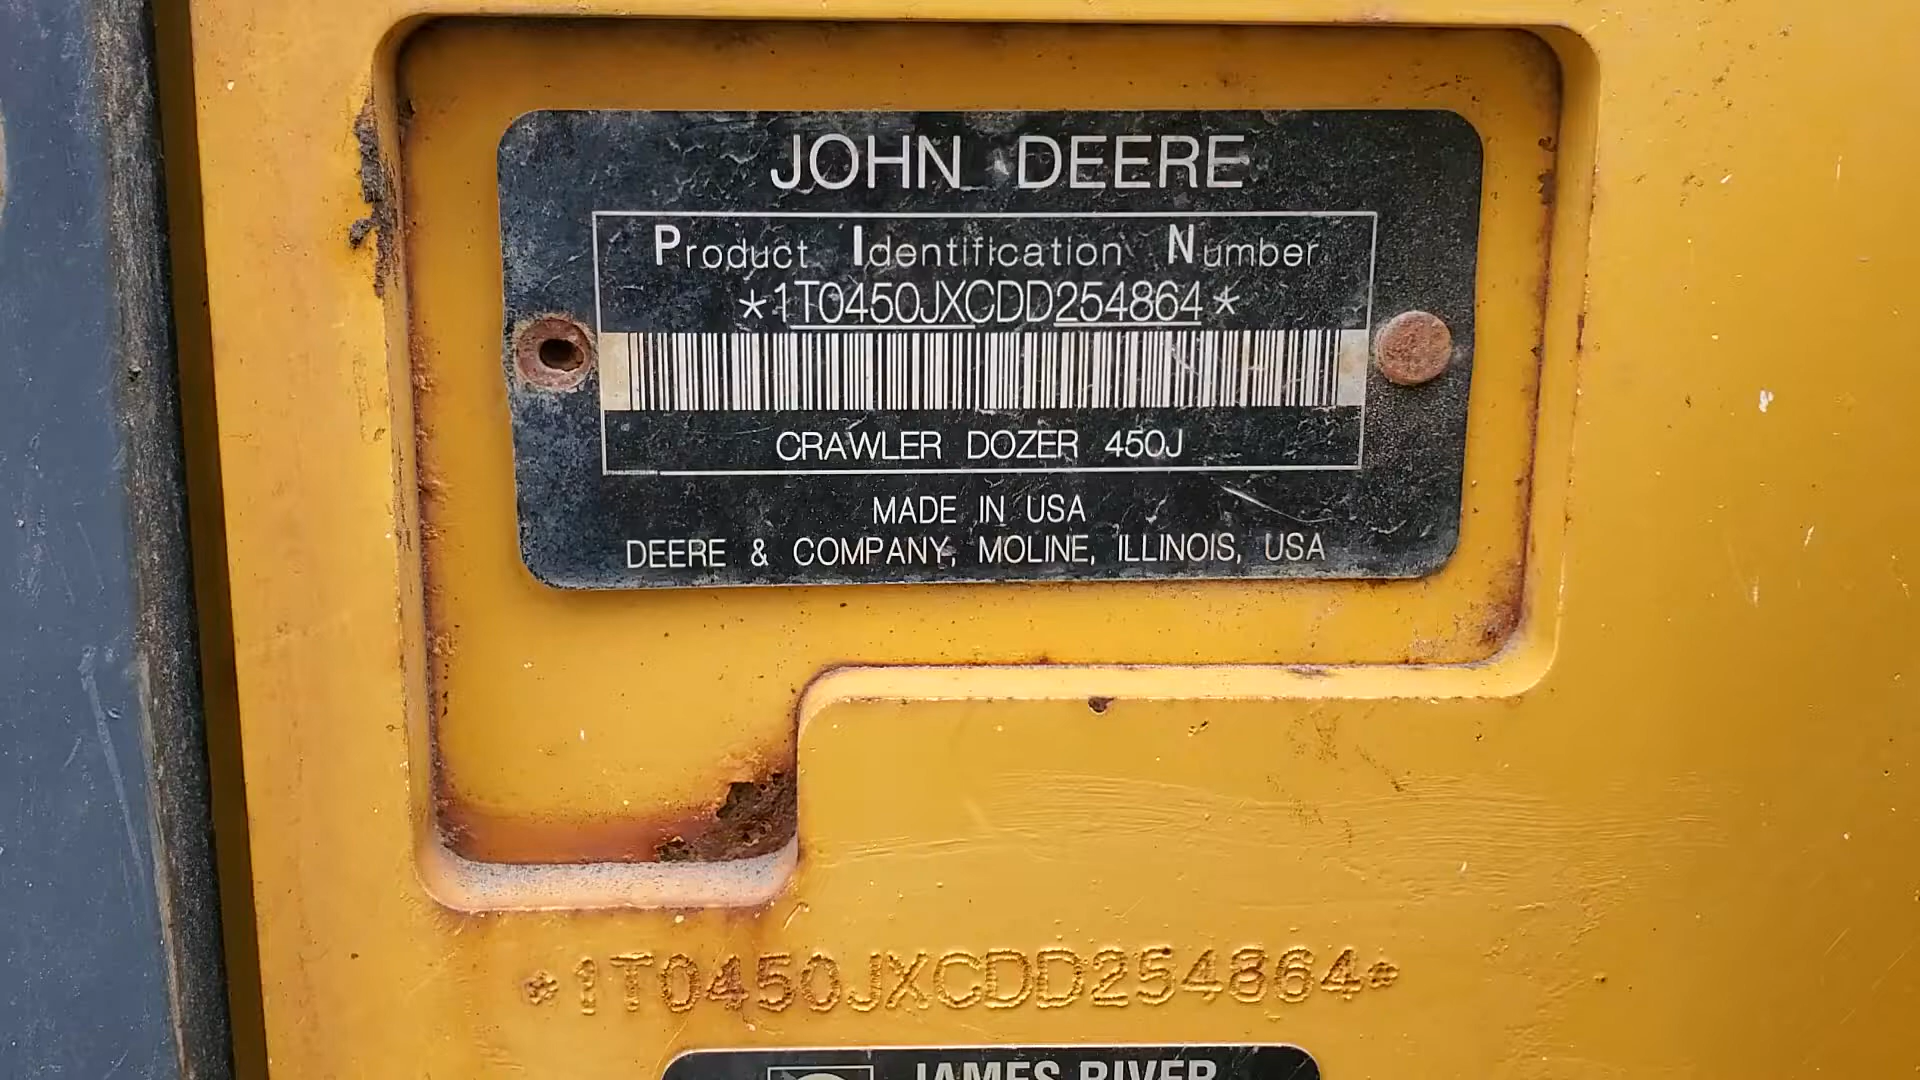 JOHN DEERE
Product Identification Number
*1T0450JXCDD254864*
CRAWLER DOZER 450J
MADE IN USA
DEERE & COMPANY, MOLINE, ILLINOIS, USA
*1T0450JXCDD254864*
JAMES RIVER